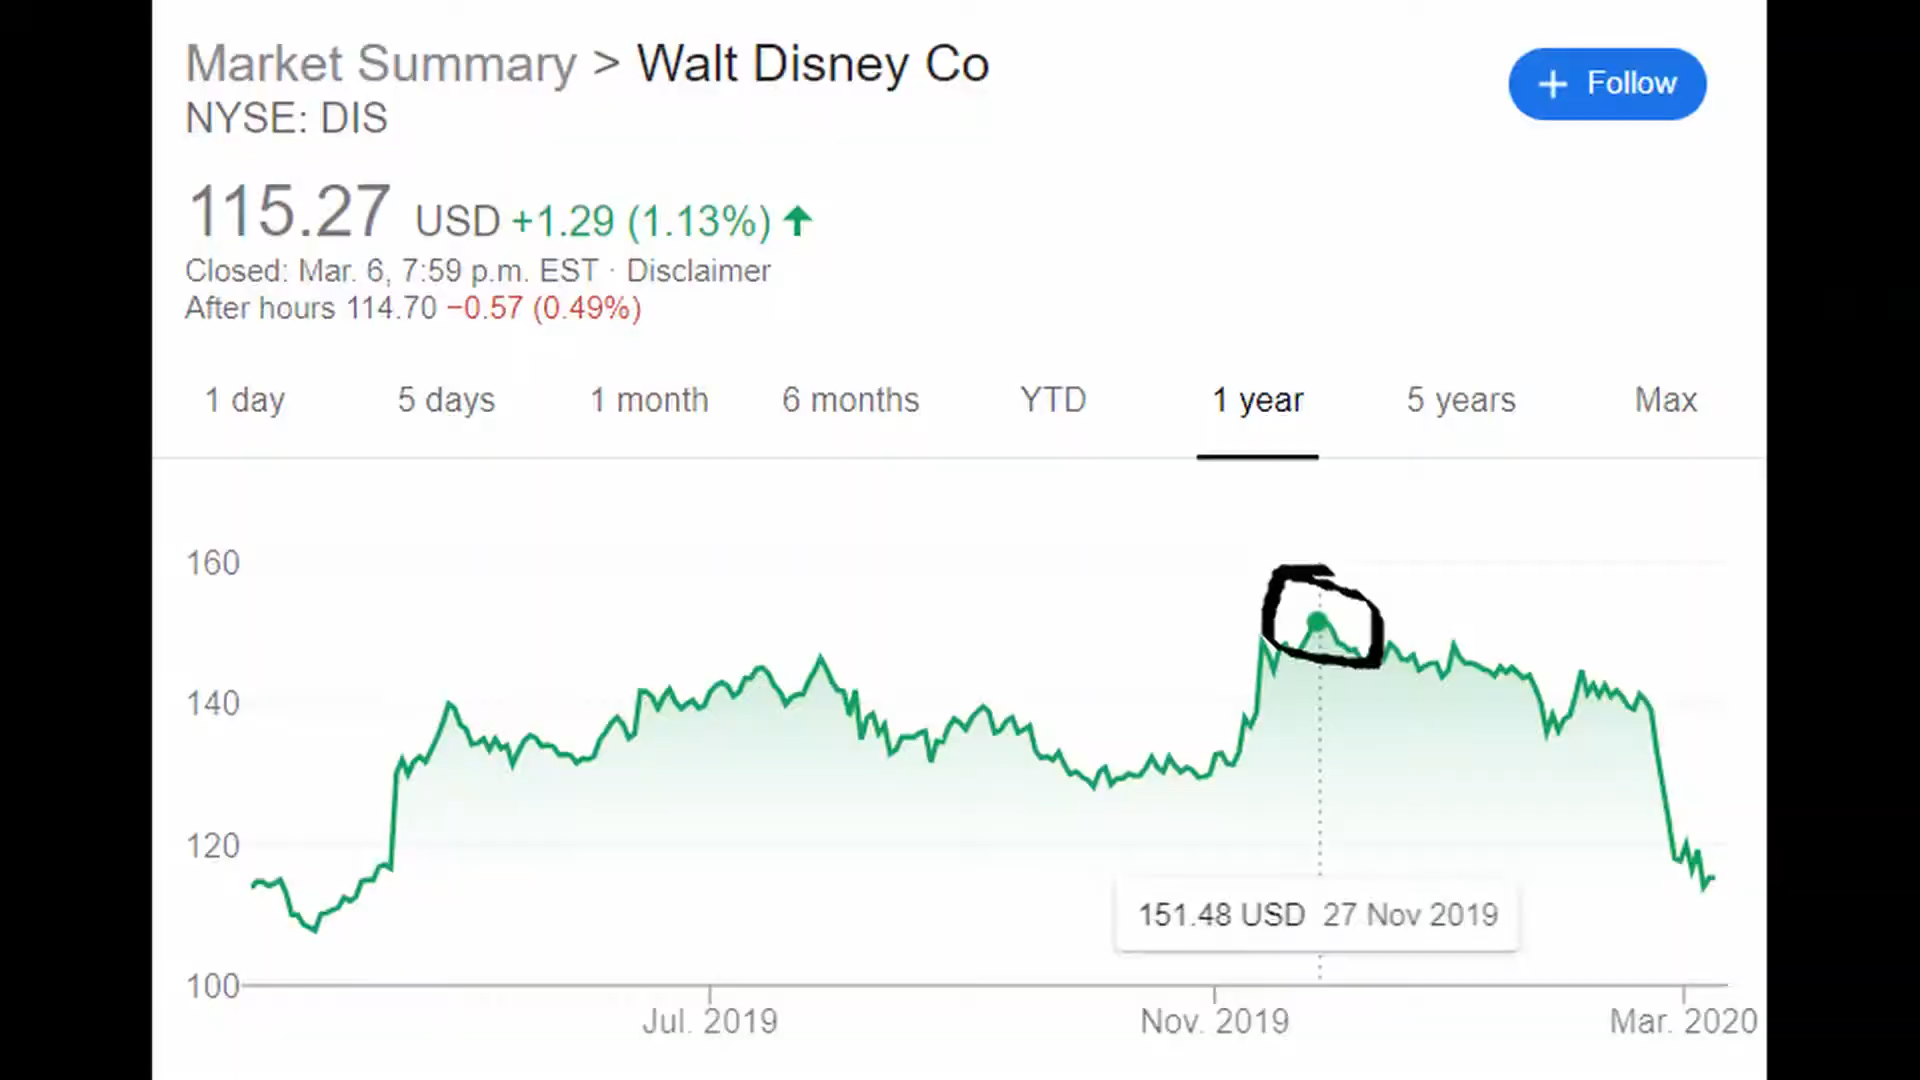 Market Summary > Walt Disney Co
NYSE: DIS
+ Follow
115.27 USD +1.29 (1.13%)
Closed: Mar. 6, 7:59 p.m. EST · Disclaimer
After hours 114.70 −0.57 (0.49%)
1 day 5 days 1 month 6 months YTD 1 year 5 years Max
160
140
120
151.48 USD 27 Nov 2019
100
Jul. 2019 Nov. 2019 Mar. 2020